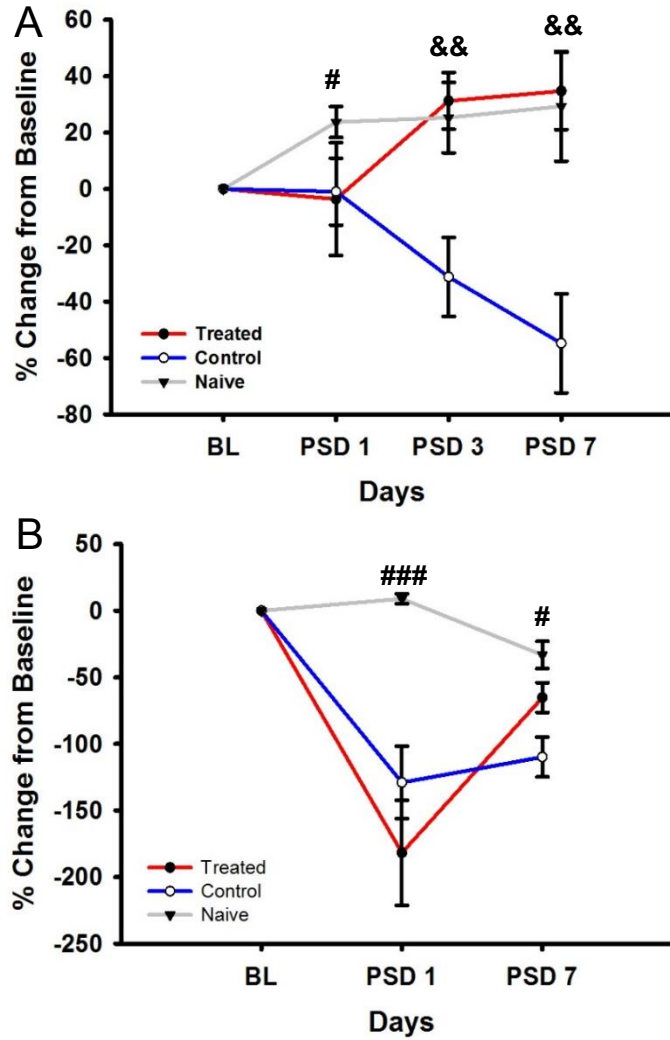 A
&&
&&
#
60
40
20
0
-20
-40
-60
-80
% Change from Baseline
Treated
Control
Naive
BL
PSD 1
PSD 3
PSD 7
Days
B
###
#
50
0
-50
-100
-150
-200
-250
% Change from Baseline
Treated
Control
Naive
BL
PSD 1
PSD 7
Days